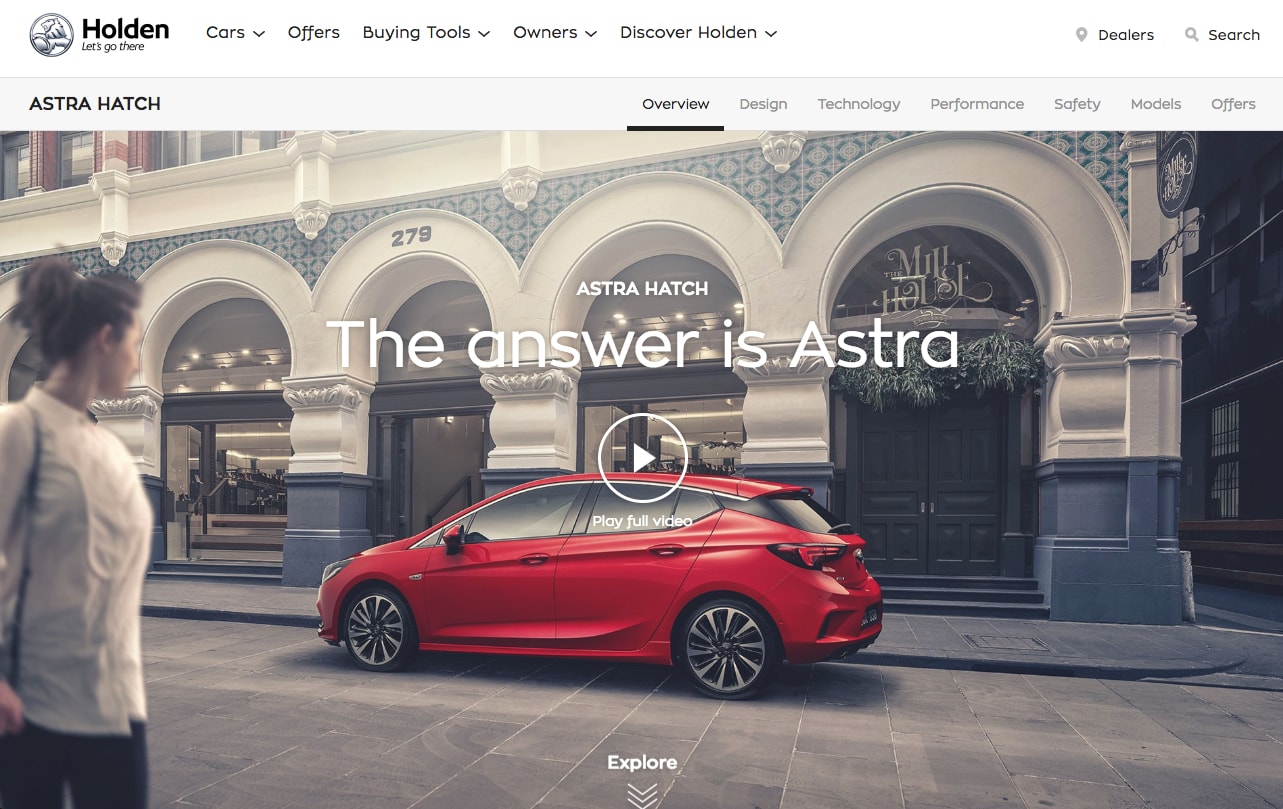 Holden
Let's go there
Cars
Offers
Buying Tools
Owners
Discover Holden
Dealers
Search
ASTRA HATCH
Overview
Design
Technology
Performance
Safety
Models
Offers
279
THE
MILL
HOUSE
MILL
ASTRA HATCH
The answer is Astra
Play full video
Explore